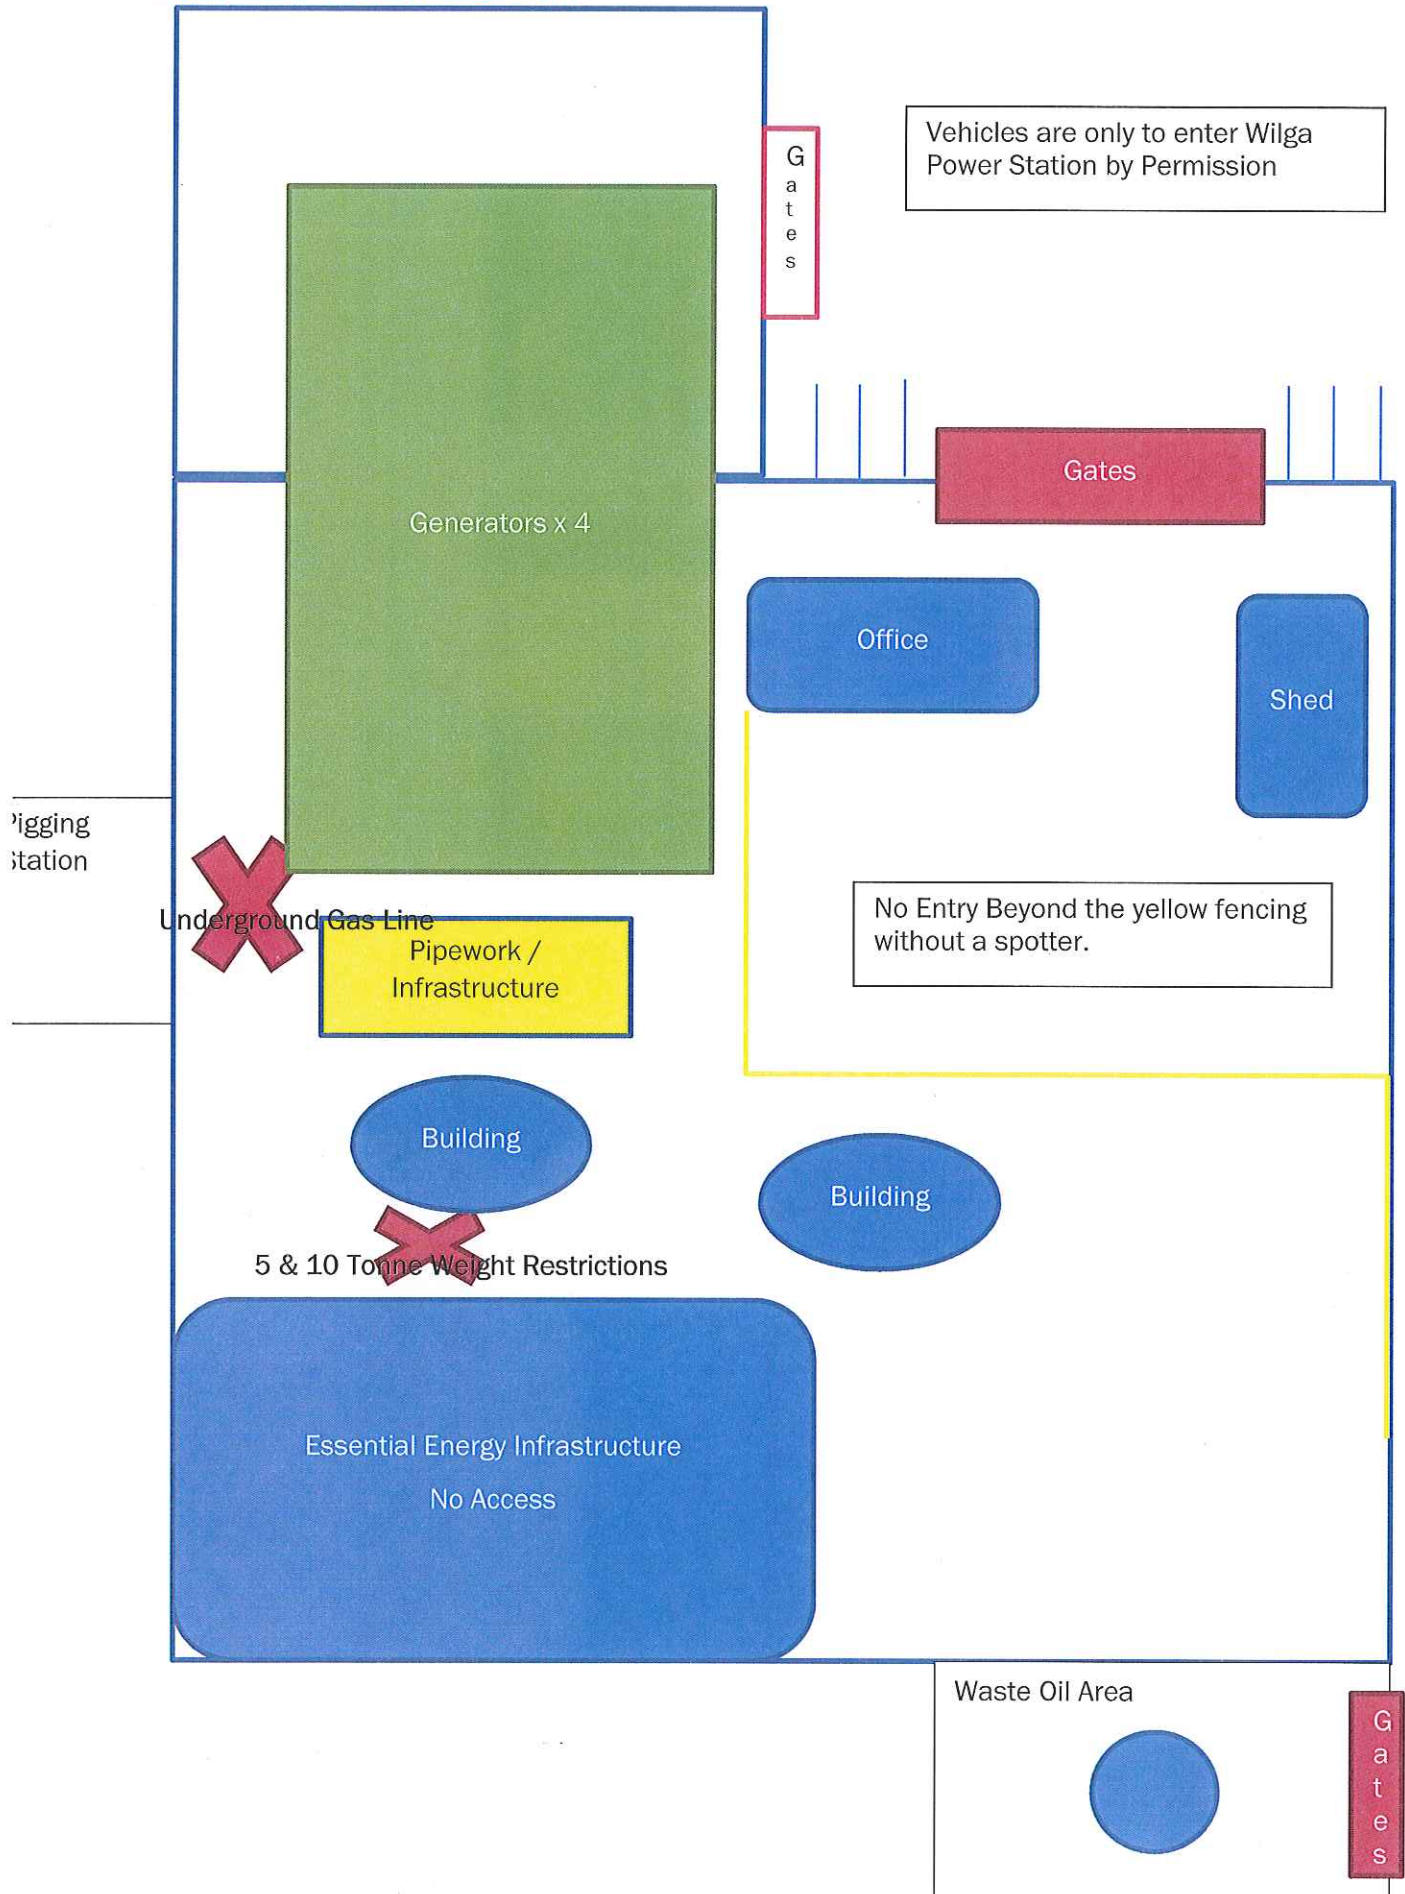 Vehicles are only to enter Wilga
Power Station by Permission
Gates
Gates
Generators x 4
Office
Shed
igging
tation
No Entry Beyond the yellow fencing
without a spotter.
Underground Gas Line
Pipework /
Infrastructure
Building
Building
5 & 10 Tonne Weight Restrictions
Essential Energy Infrastructure
No Access
Waste Oil Area
Gates